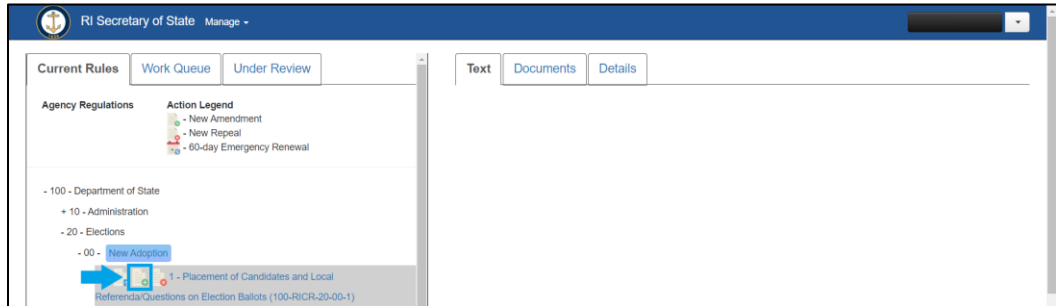 RI Secretary of State Manage
Current Rules Work Queue Under Review
Text Documents Details
Agency Regulations
Action Legend
- New Amendment
- New Repeal
- 60-day Emergency Renewal
- 100 - Department of State
+ 10 - Administration
- 20 - Elections
- 00 - New Adoption
1 - Placement of Candidates and Local
Referenda/Questions on Election Ballots (100-RICR-20-00-1)